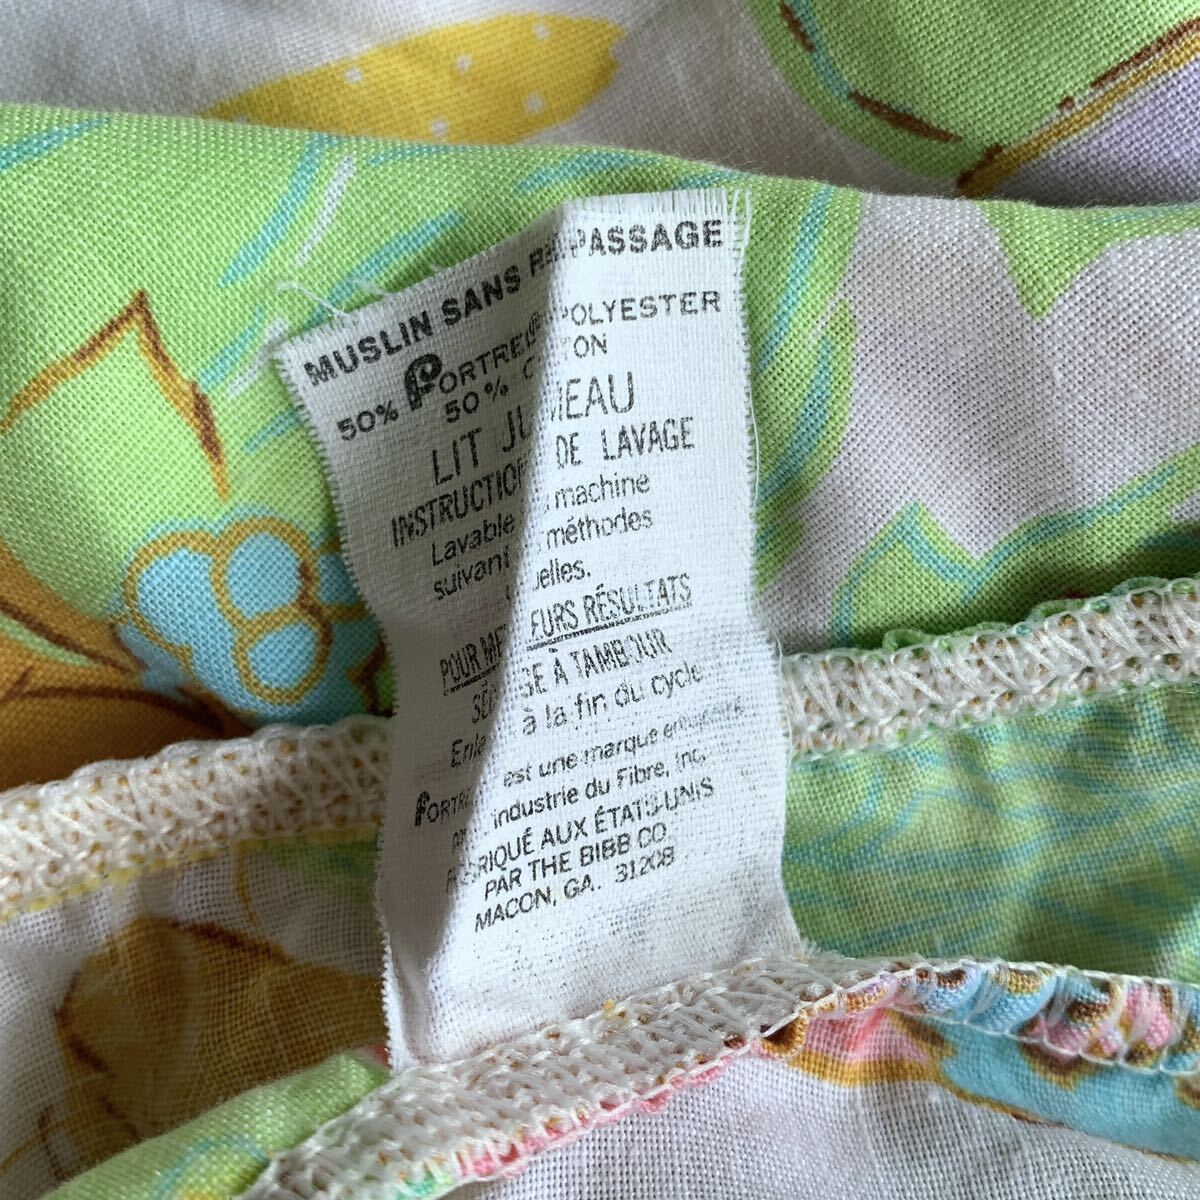 MUSLIN SANS REPASSAGE
50% FORTREL® POLYESTER
50% COTON
LIT JUMEAU
INSTRUCTIONS DE LAVAGE
Lavable machine
suivant méthodes
usuelles.
POUR MEILLEURS RÉSULTATS
SÉCHAGE À TAMBOUR
à la fin du cycle
FORTREL est une marque
Industrie du Fibre, Inc.
FABRIQUÉ AUX ÉTATS-UNIS
PAR THE BIBB CO.
MACON, GA. 31208